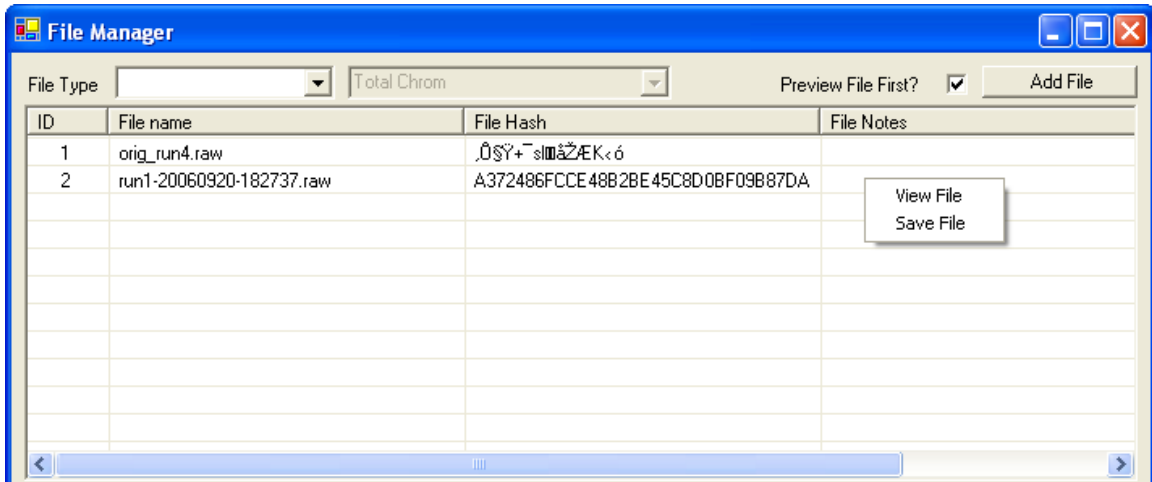 File Manager
File Type Total Chrom Preview File First? Add File
ID File name File Hash File Notes
1 orig_run4.raw
2 run1-20060920-182737.raw A372486FCCE48B2BE45C8D0BF09B87DA
View File
Save File